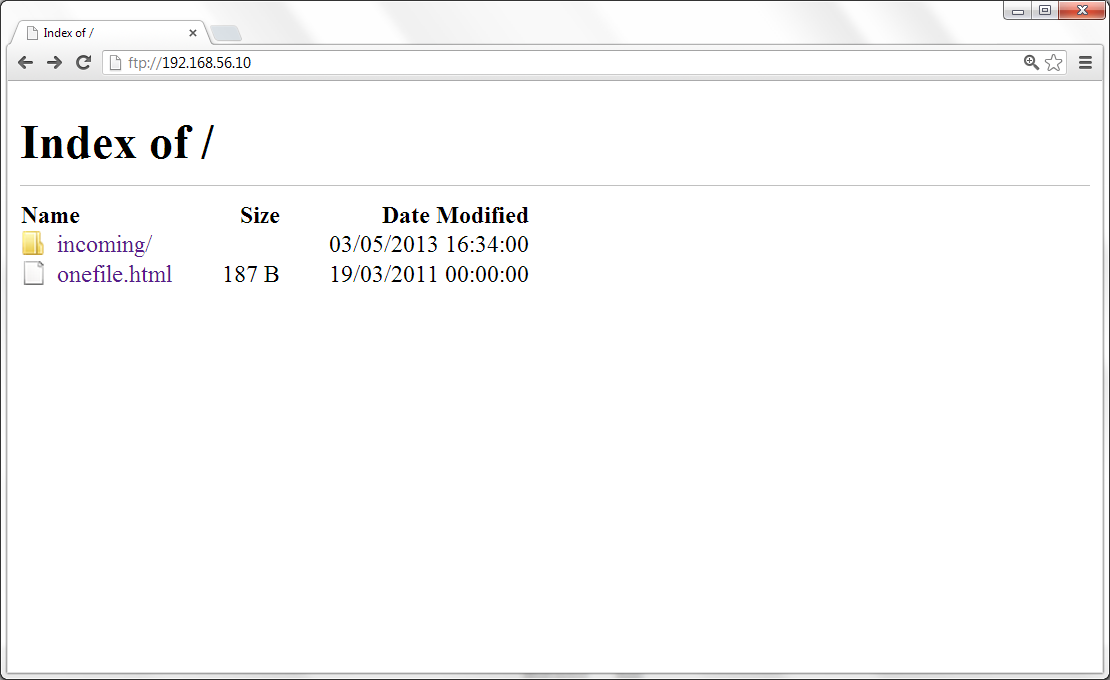 Index of /
ftp://192.168.56.10
Index of /
Name Size Date Modified
incoming/ 03/05/2013 16:34:00
onefile.html 187 B 19/03/2011 00:00:00